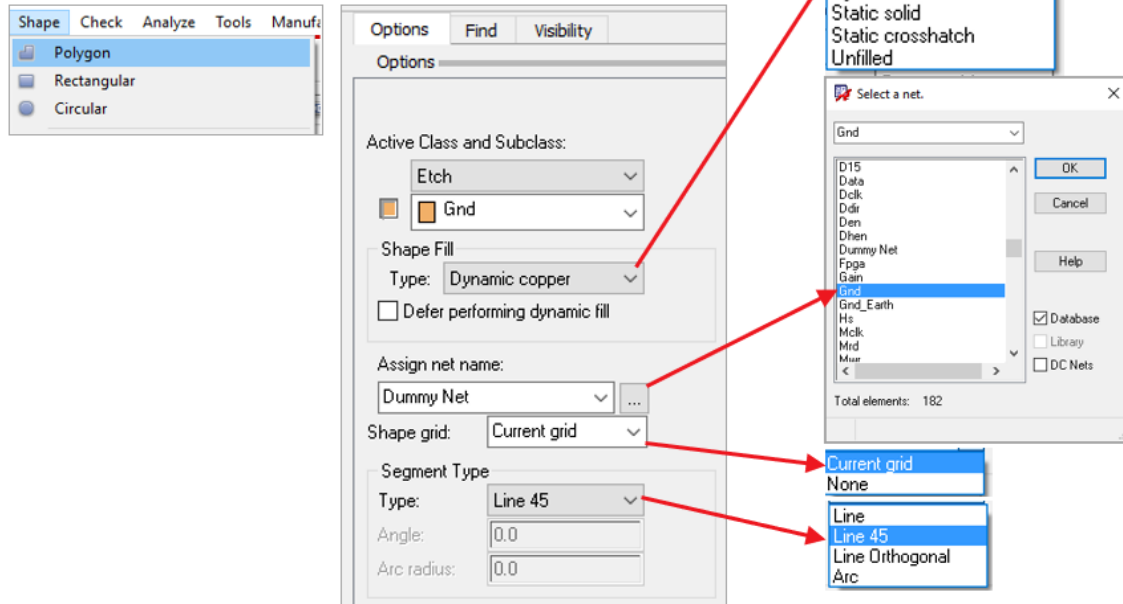 Shape Check Analyze Tools Manufa
Polygon
Rectangular
Circular
Options Find Visibility
Options
Active Class and Subclass:
Etch
Gnd
Shape Fill
Type: Dynamic copper
Defer performing dynamic fill
Assign net name:
Dummy Net ...
Shape grid: Current grid
Segment Type
Type: Line 45
Angle: 0.0
Arc radius: 0.0
Static solid
Static crosshatch
Unfilled
Select a net.
Gnd
D15
Data
Dclk
Ddir
Den
Dhen
Dummy Net
Fpga
Gain
Gnd
Gnd_Earth
Hs
Mclk
Mrd
OK
Cancel
Help
Database
Library
DC Nets
Total elements: 182
Current grid
None
Line
Line 45
Line Orthogonal
Arc